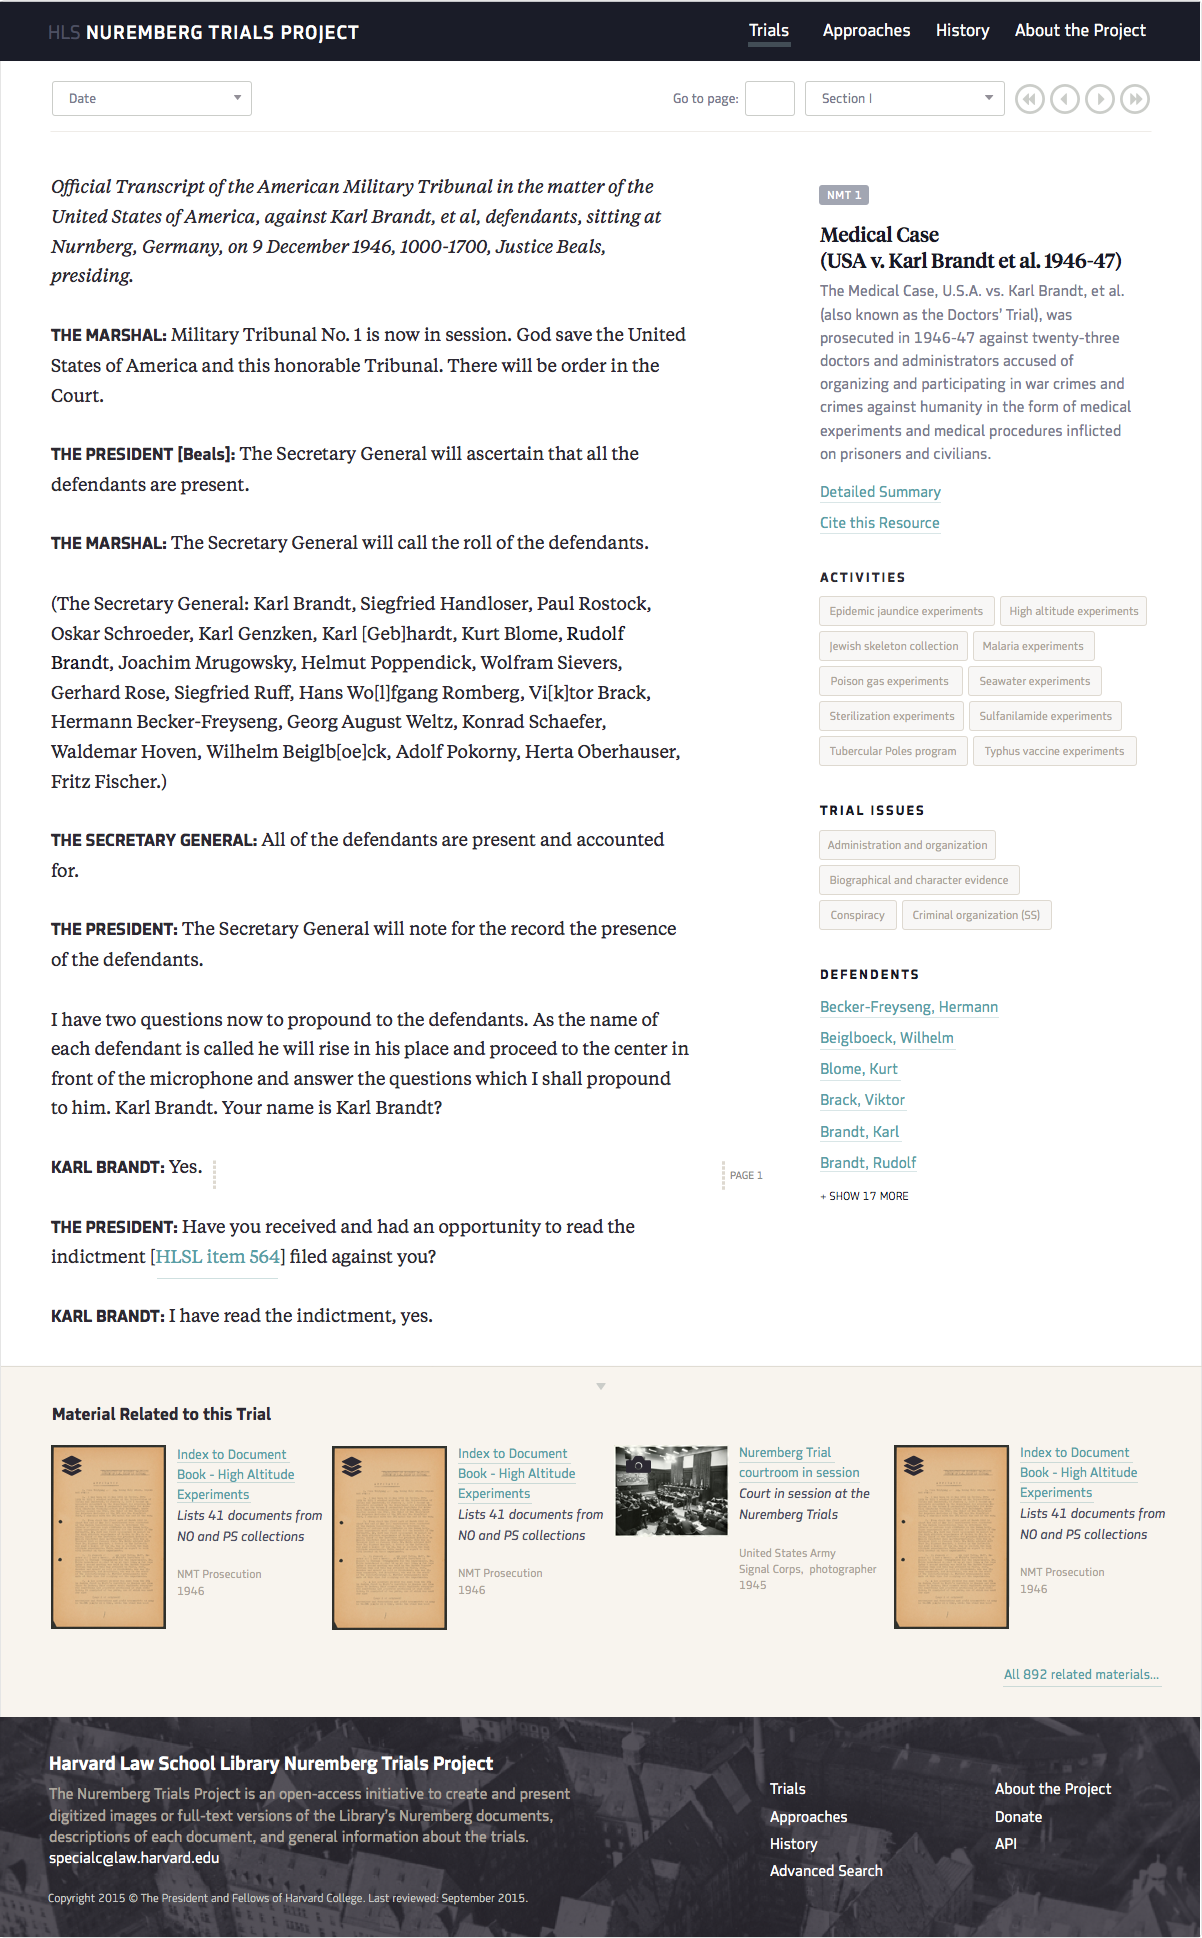 HLS NUREMBERG TRIALS PROJECT
Trials
Approaches
History
About the Project
Date
Go to page:
Section I
Official Transcript of the American Military Tribunal in the matter of the
United States of America, against Karl Brandt, et al, defendants, sitting at
Nurnberg, Germany, on 9 December 1946, 1000-1700, Justice Beals,
presiding.
THE MARSHAL: Military Tribunal No. 1 is now in session. God save the United
States of America and this honorable Tribunal. There will be order in the
Court.
THE PRESIDENT [Beals]: The Secretary General will ascertain that all the
defendants are present.
THE MARSHAL: The Secretary General will call the roll of the defendants.
(The Secretary General: Karl Brandt, Siegfried Handloser, Paul Rostock,
Oskar Schroeder, Karl Genzken, Karl [Geb]hardt, Kurt Blome, Rudolf
Brandt, Joachim Mrugowsky, Helmut Poppendick, Wolfram Sievers,
Gerhard Rose, Siegfried Ruff, Hans Wo[l]fgang Romberg, Vi[k]tor Brack,
Hermann Becker-Freyseng, Georg August Weltz, Konrad Schaefer,
Waldemar Hoven, Wilhelm Beiglb[oe]ck, Adolf Pokorny, Herta Oberhauser,
Fritz Fischer.)
THE SECRETARY GENERAL: All of the defendants are present and accounted
for.
THE PRESIDENT: The Secretary General will note for the record the presence
of the defendants.
I have two questions now to propound to the defendants. As the name of
each defendant is called he will rise in his place and proceed to the center in
front of the microphone and answer the questions which I shall propound
to him. Karl Brandt. Your name is Karl Brandt?
KARL BRANDT: Yes.
PAGE 1
THE PRESIDENT: Have you received and had an opportunity to read the
indictment [HLSL item 564] filed against you?
KARL BRANDT: I have read the indictment, yes.
NMT 1
Medical Case
(USA v. Karl Brandt et al. 1946-47)
The Medical Case, U.S.A. vs. Karl Brandt, et al.
(also known as the Doctors' Trial), was
prosecuted in 1946-47 against twenty-three
doctors and administrators accused of
organizing and participating in war crimes and
crimes against humanity in the form of medical
experiments and medical procedures inflicted
on prisoners and civilians.
Detailed Summary
Cite this Resource
ACTIVITIES
Epidemic jaundice experiments
High altitude experiments
Jewish skeleton collection
Malaria experiments
Poison gas experiments
Seawater experiments
Sterilization experiments
Sulfanilamide experiments
Tubercular Poles program
Typhus vaccine experiments
TRIAL ISSUES
Administration and organization
Biographical and character evidence
Conspiracy
Criminal organization (SS)
DEFENDENTS
Becker-Freyseng, Hermann
Beiglboeck, Wilhelm
Blome, Kurt
Brack, Viktor
Brandt, Karl
Brandt, Rudolf
+ SHOW 17 MORE
Material Related to this Trial
Index to Document
Book - High Altitude
Experiments
Lists 41 documents from
NO and PS collections
NMT Prosecution
1946
Index to Document
Book - High Altitude
Experiments
Lists 41 documents from
NO and PS collections
NMT Prosecution
1946
Nuremberg Trial
courtroom in session
Court in session at the
Nuremberg Trials
United States Army
Signal Corps, photographer
1945
Index to Document
Book - High Altitude
Experiments
Lists 41 documents from
NO and PS collections
NMT Prosecution
1946
All 892 related materials...
Harvard Law School Library Nuremberg Trials Project
The Nuremberg Trials Project is an open-access initiative to create and present
digitized images or full-text versions of the Library's Nuremberg documents,
descriptions of each document, and general information about the trials.
specialc@law.harvard.edu
Copyright 2015 © The President and Fellows of Harvard College. Last reviewed: September 2015.
Trials
Approaches
History
Advanced Search
About the Project
Donate
API